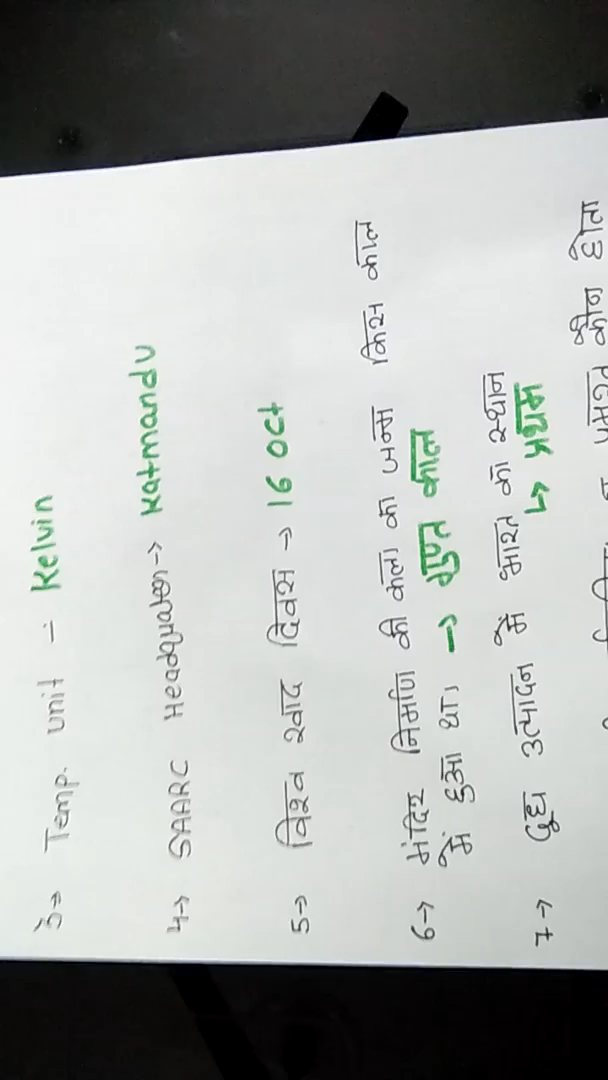 3→ Temp. unit - Kelvin
4→ SAARC Headquater→ Katmandu
5→ विश्व खाद दिवस → 16 Oct
6→ मंदिर निर्माण की कला का जन्म किस काल
में हुआ था। → गुप्त काल
7→ दुध उत्पादन में भारत का स्थान
↳ प्रथम
कौन होता